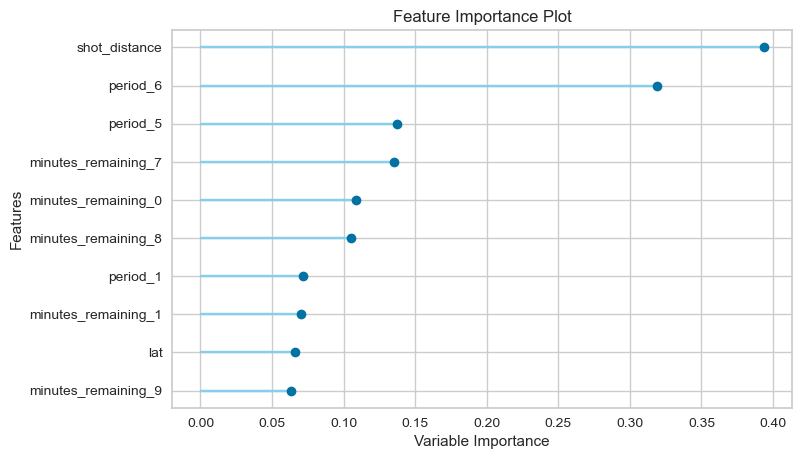 Feature Importance Plot
Features
shot_distance
period_6
period_5
minutes_remaining_7
minutes_remaining_0
minutes_remaining_8
period_1
minutes_remaining_1
lat
minutes_remaining_9
0.00 0.05 0.10 0.15 0.20 0.25 0.30 0.35 0.40
Variable Importance